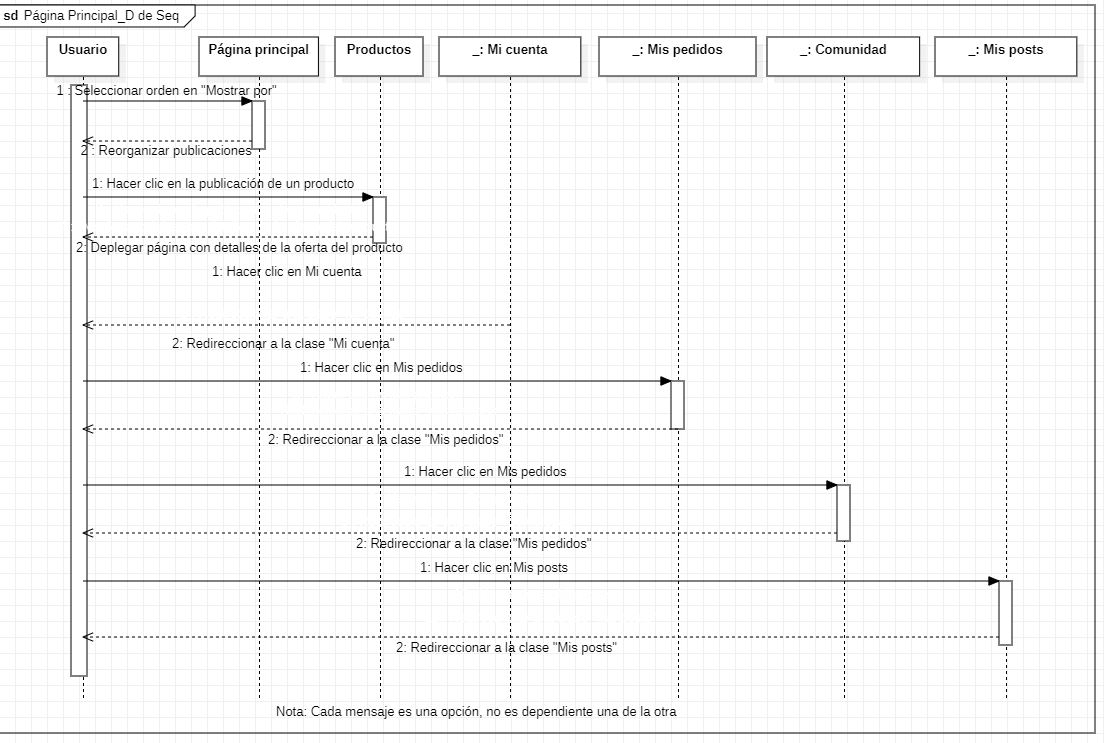 sd Página Principal_D de Seq
Usuario
Página principal
Productos
_: Mi cuenta
_: Mis pedidos
_: Comunidad
_: Mis posts
1 : Seleccionar orden en "Mostrar por"
2 : Reorganizar publicaciones
1: Hacer clic en la publicación de un producto
2: Deplegar página con detalles de la oferta del producto
1: Hacer clic en Mi cuenta
2: Redireccionar a la clase "Mi cuenta"
1: Hacer clic en Mis pedidos
2: Redireccionar a la clase "Mis pedidos"
1: Hacer clic en Mis pedidos
2: Redireccionar a la clase "Mis pedidos"
1: Hacer clic en Mis posts
2: Redireccionar a la clase "Mis posts"
Nota: Cada mensaje es una opción, no es dependiente una de la otra